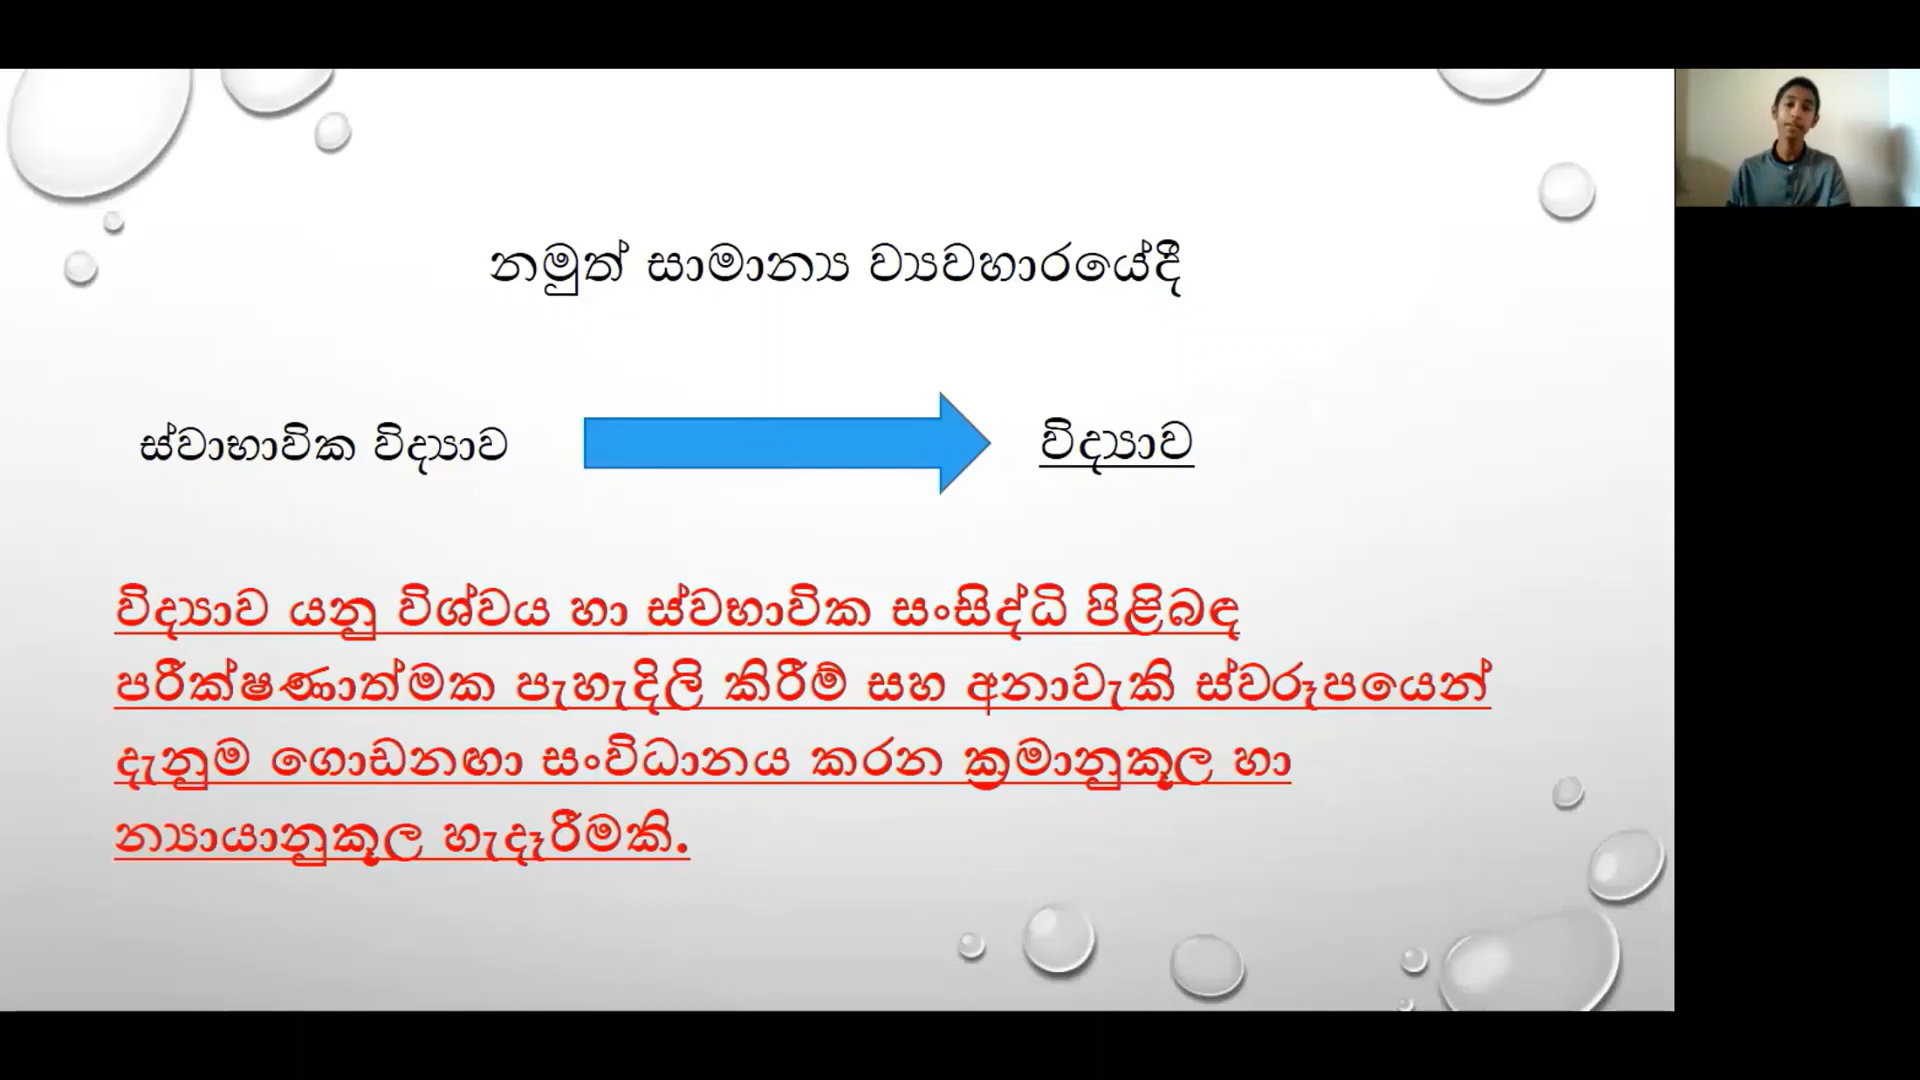 නමුත් සාමාන්‍ය ව්‍යවහාරයේදී
ස්වාභාවික විද්‍යාව
විද්‍යාව
විද්‍යාව යනු විශ්වය හා ස්වභාවික සංසිද්ධි පිළිබඳ
පරීක්ෂණාත්මක පැහැදිලි කිරීම් සහ අනාවැකි ස්වරූපයෙන්
දැනුම ගොඩනඟා සංවිධානය කරන ක්‍රමානුකූල හා
න්‍යායානුකූල හැදෑරීමකි.